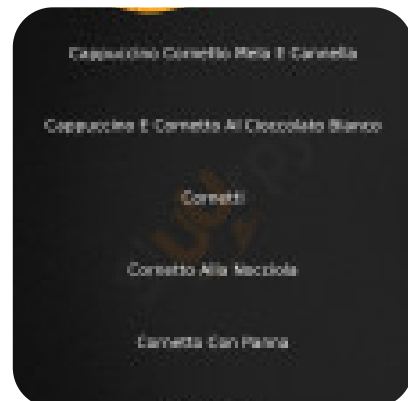 Cappuccino Cornetto Mela E Cannella
Cappuccino E Cornetto Al Cioccolato Bianco
Cornetti
Cornetto Alla Nocciola
Cornetto Con Panna